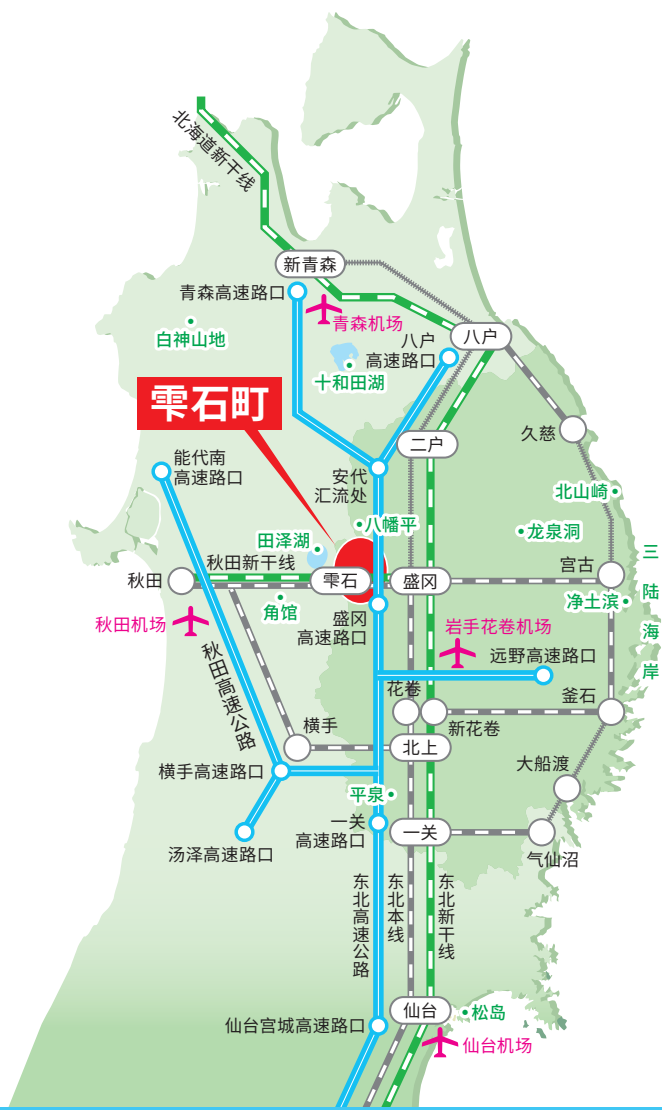 北海道新干线
新青森
青森高速路口
青森机场
白神山地
八户
高速路口
八户
十和田湖
雫石町
久慈
二户
能代南
高速路口
安代
汇流处
北山崎
八幡平
龙泉洞
田泽湖
三陆海岸
秋田新干线
宫古
秋田
雫石
盛冈
角馆
净土滨
盛冈
高速路口
秋田机场
岩手花卷机场
远野高速路口
秋田高速公路
花卷
釜石
横手
新花卷
北上
大船渡
横手高速路口
平泉
一关
高速路口
一关
汤泽高速路口
气仙沼
东北高速公路
东北本线
东北新干线
仙台
松岛
仙台宫城高速路口
仙台机场